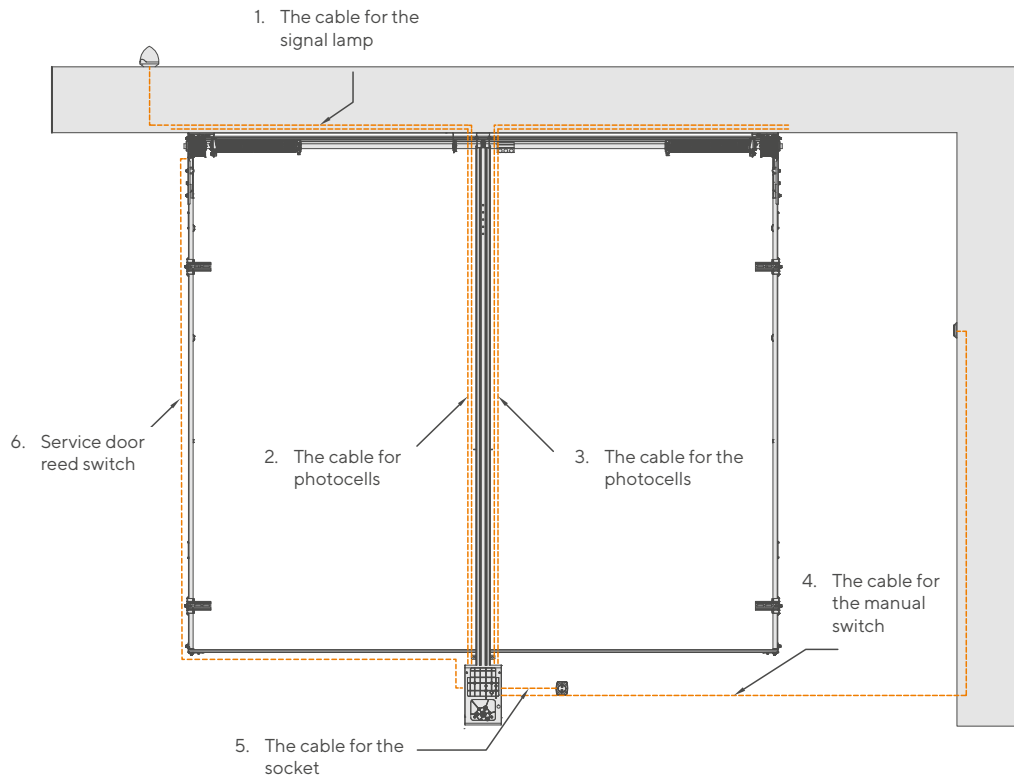 1. The cable for the
signal lamp
6. Service door
reed switch
2. The cable for
photocells
3. The cable for the
photocells
4. The cable for
the manual
switch
5. The cable for the
socket